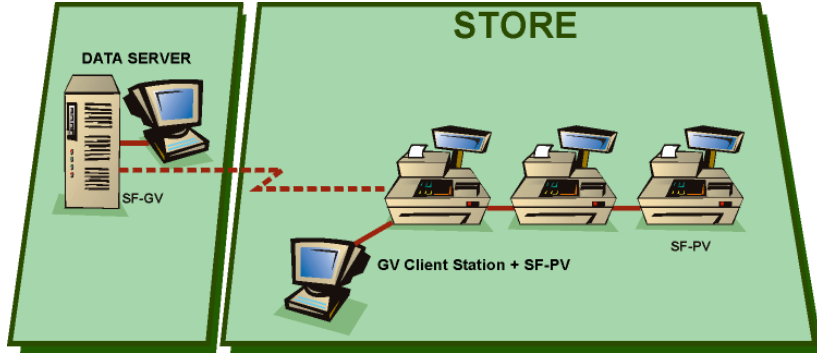 STORE
DATA SERVER
SF-GV
SF-PV
GV Client Station + SF-PV